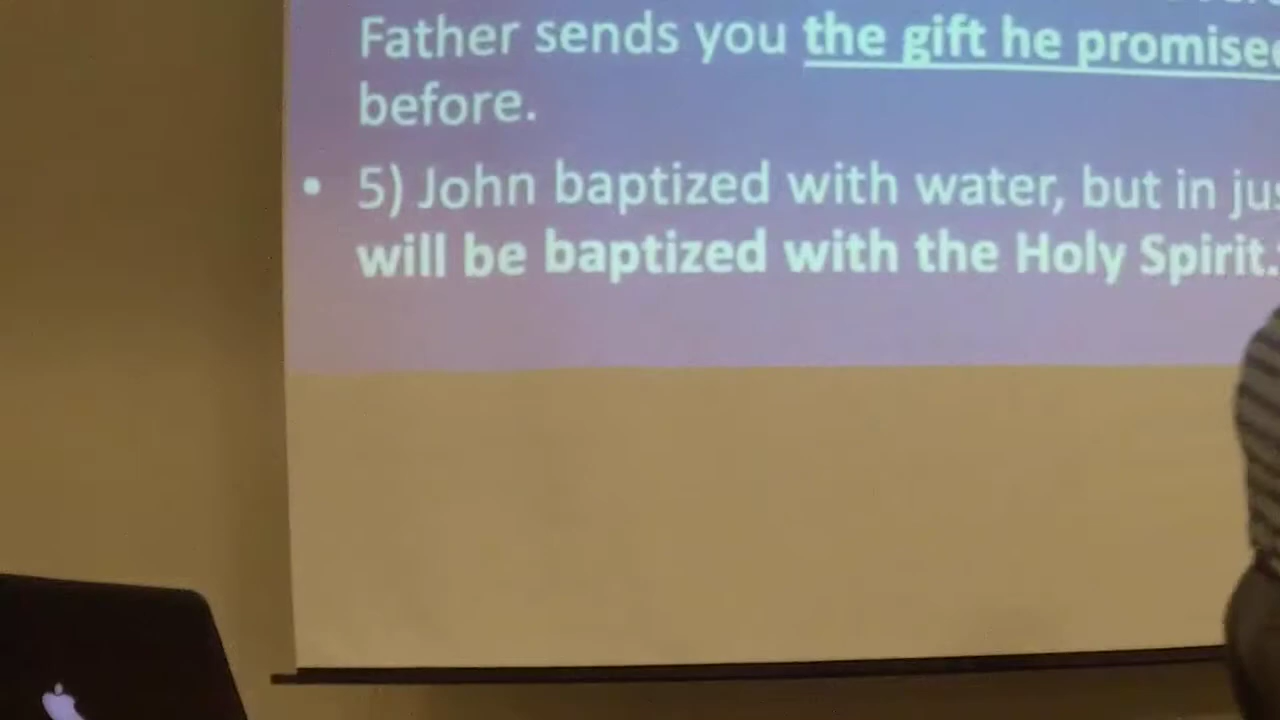 Father sends you the gift he promised
before.
• 5) John baptized with water, but in
will be baptized with the Holy Spirit.